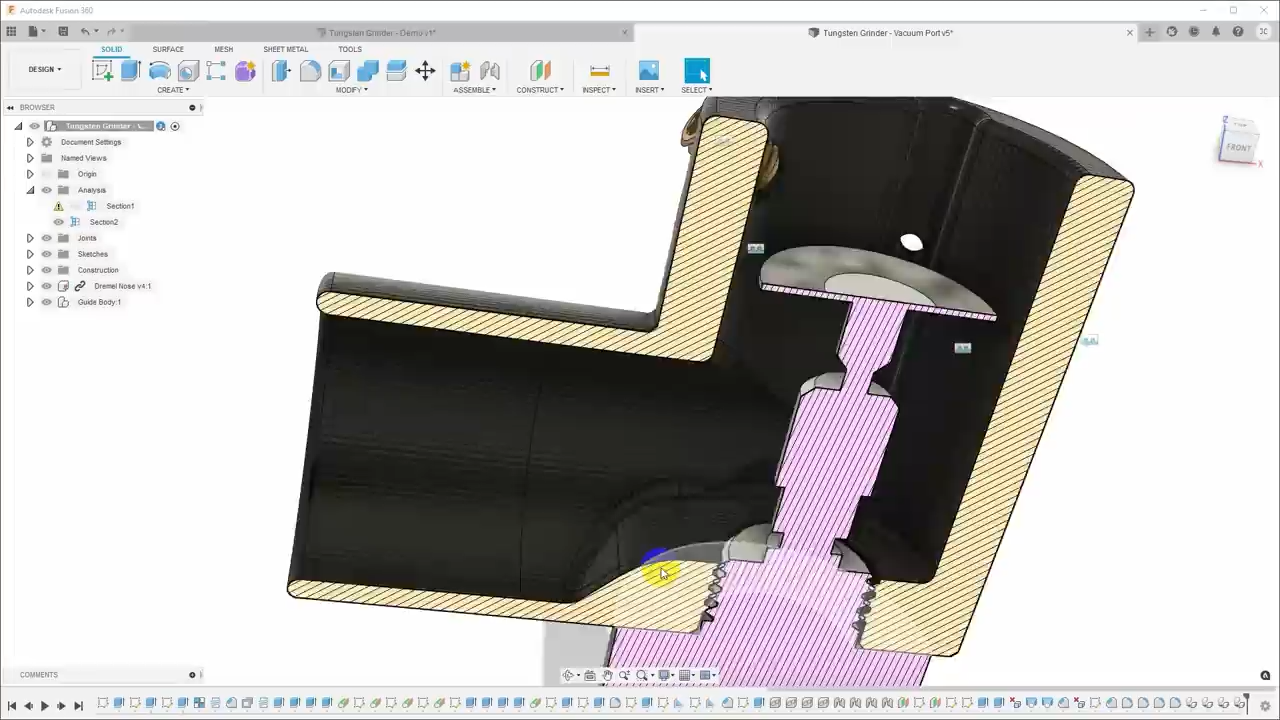 Autodesk Fusion 360
Tungsten Grinder - Demo v1*
Tungsten Grinder - Vacuum Port v5*
SOLID
SURFACE
MESH
SHEET METAL
TOOLS
DESIGN
CREATE
MODIFY
ASSEMBLE
CONSTRUCT
INSPECT
INSERT
SELECT
BROWSER
Tungsten Grinder - V...
Document Settings
Named Views
Origin
Analysis
Section1
Section2
Joints
Sketches
Construction
Dremel Nose v4:1
Guide Body:1
TOP
FRONT
Z
X
COMMENTS